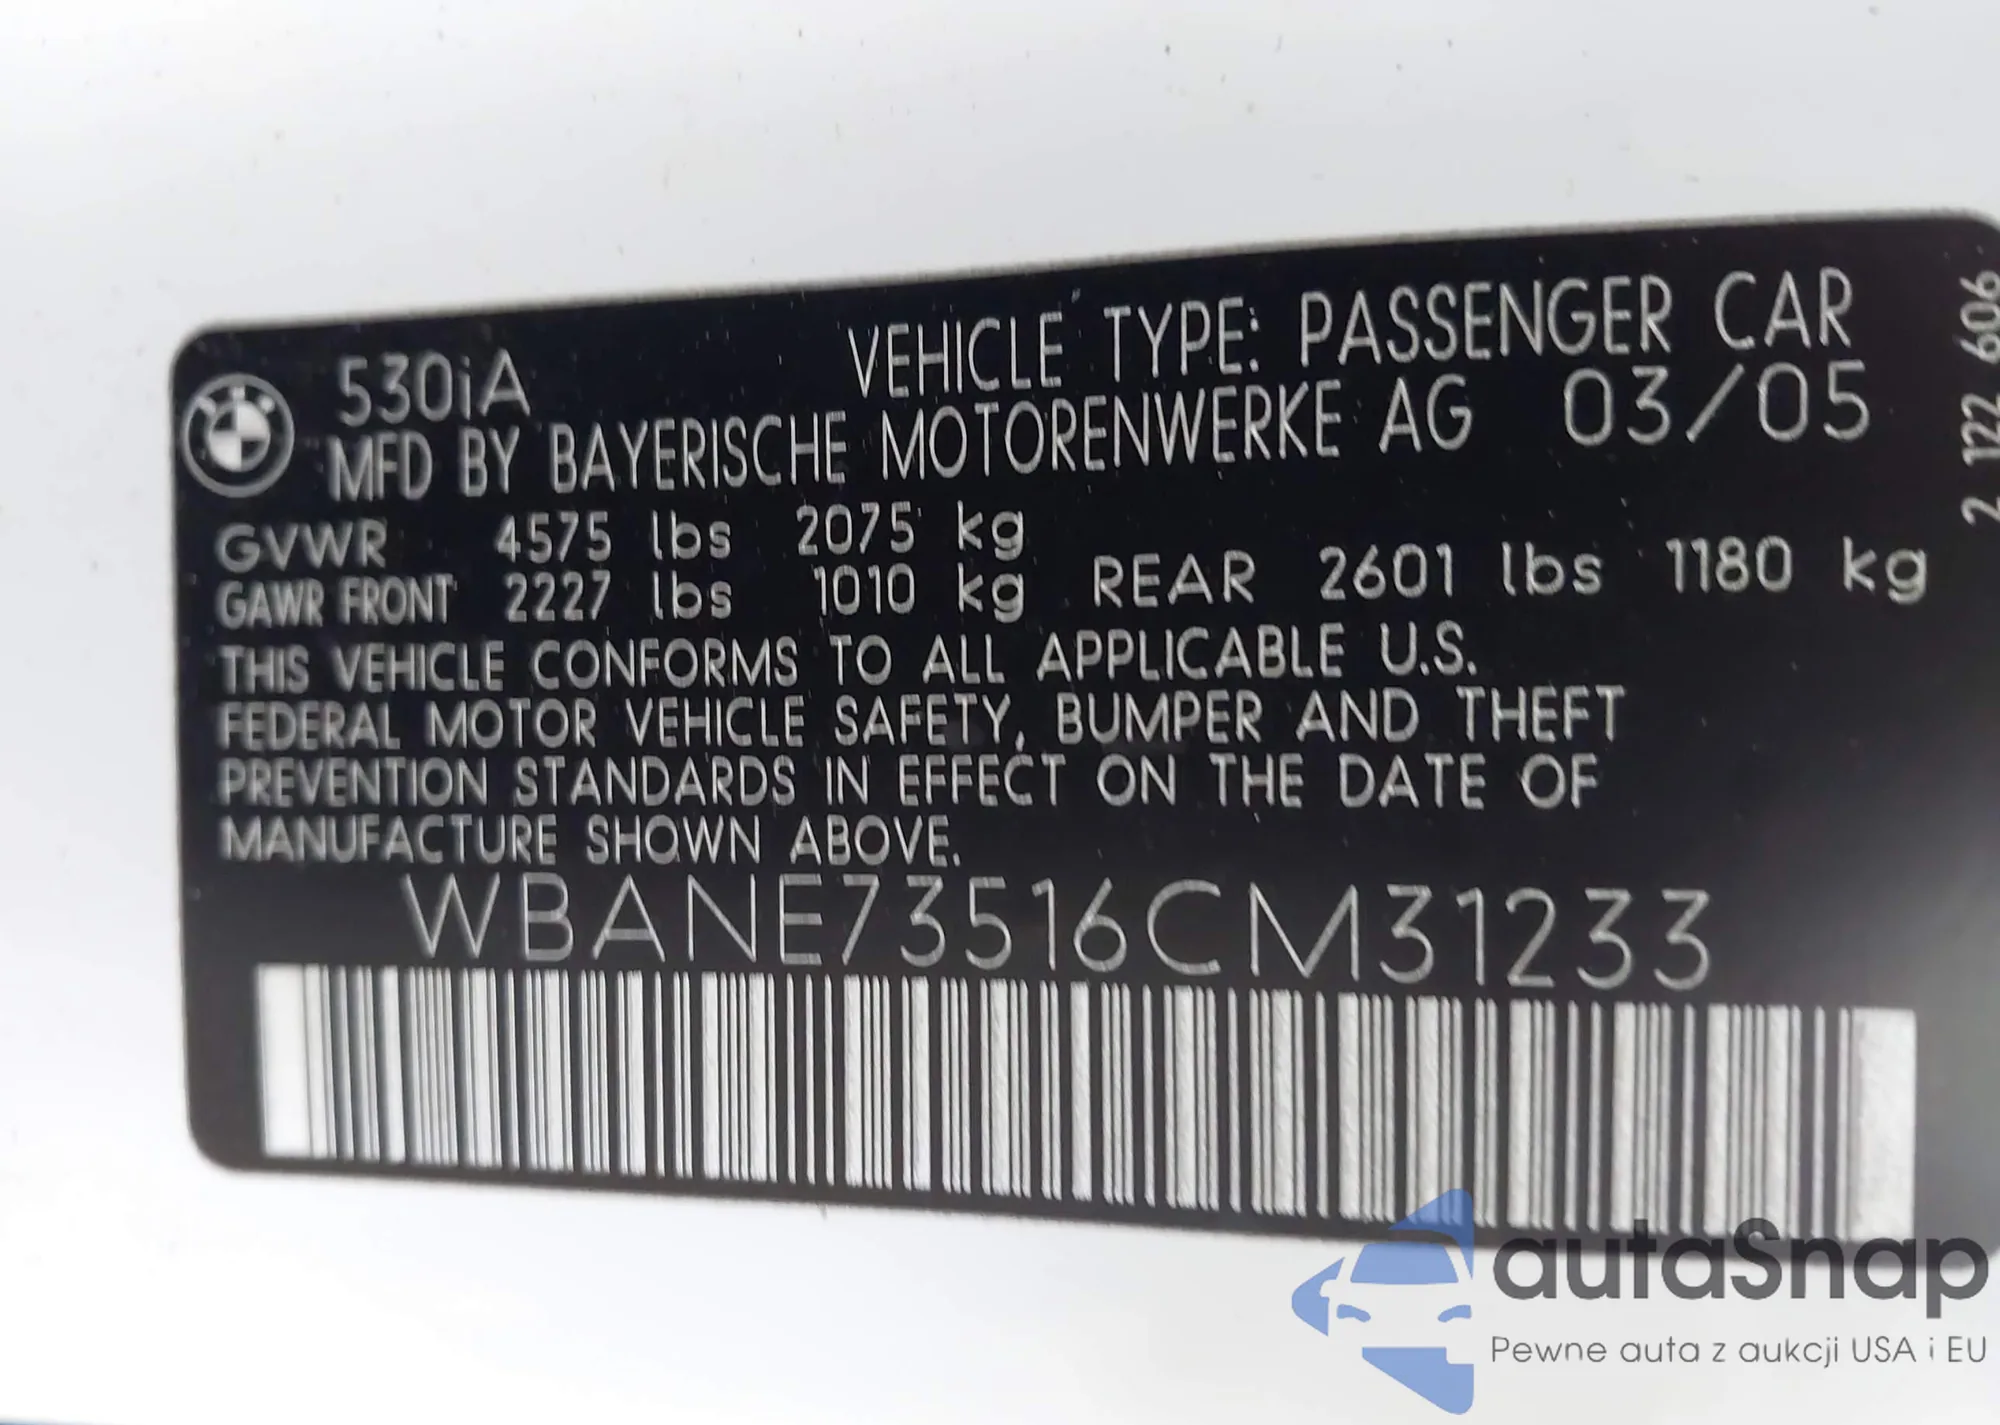 530iA VEHICLE TYPE: PASSENGER CAR
MFD BY BAYERISCHE MOTORENWERKE AG 03/05
GVWR 4575 lbs 2075 kg
GAWR FRONT 2227 lbs 1010 kg REAR 2601 lbs 1180 kg
THIS VEHICLE CONFORMS TO ALL APPLICABLE U.S.
FEDERAL MOTOR VEHICLE SAFETY, BUMPER AND THEFT
PREVENTION STANDARDS IN EFFECT ON THE DATE OF
MANUFACTURE SHOWN ABOVE.
WBANE73516CM31233
2 122 606
autaSnap
Pewne auta z aukcji USA i EU